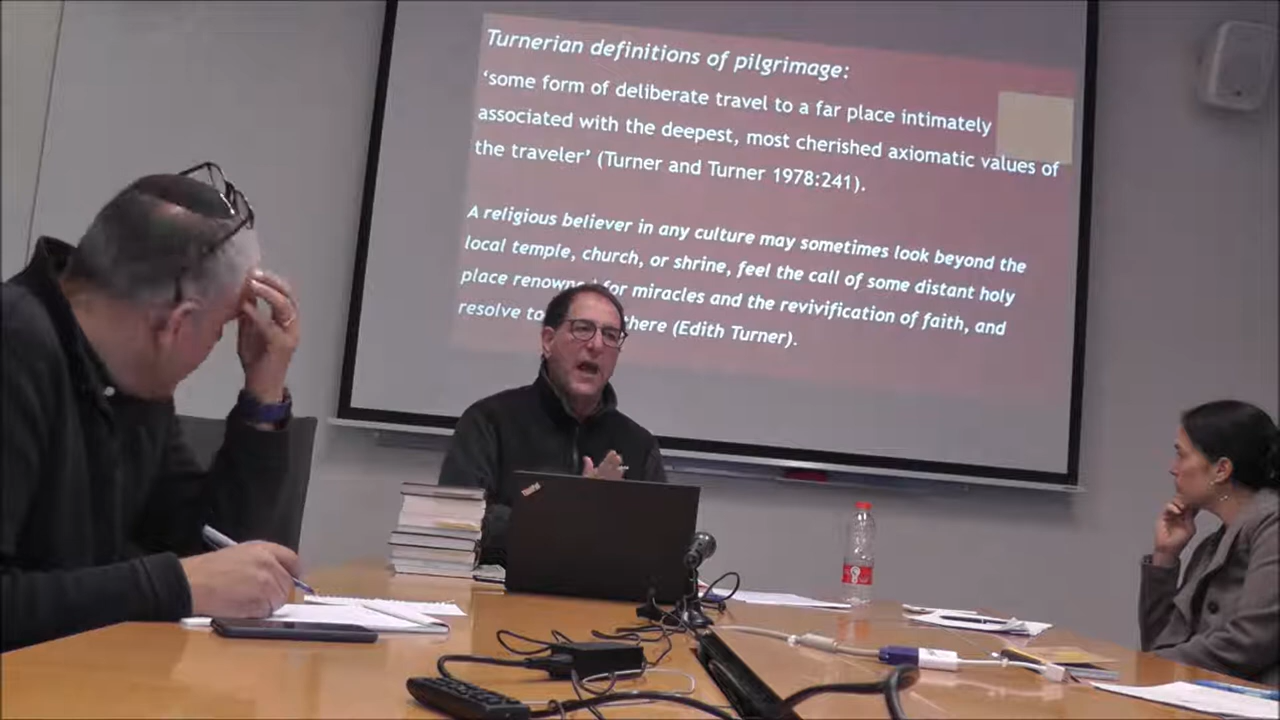 Turnerian definitions of pilgrimage:
‘some form of deliberate travel to a far place intimately
associated with the deepest, most cherished axiomatic values of
the traveler’ (Turner and Turner 1978:241).
A religious believer in any culture may sometimes look beyond the
local temple, church, or shrine, feel the call of some distant holy
place for miracles and the revivification of faith, and
resolve to (Edith Turner).